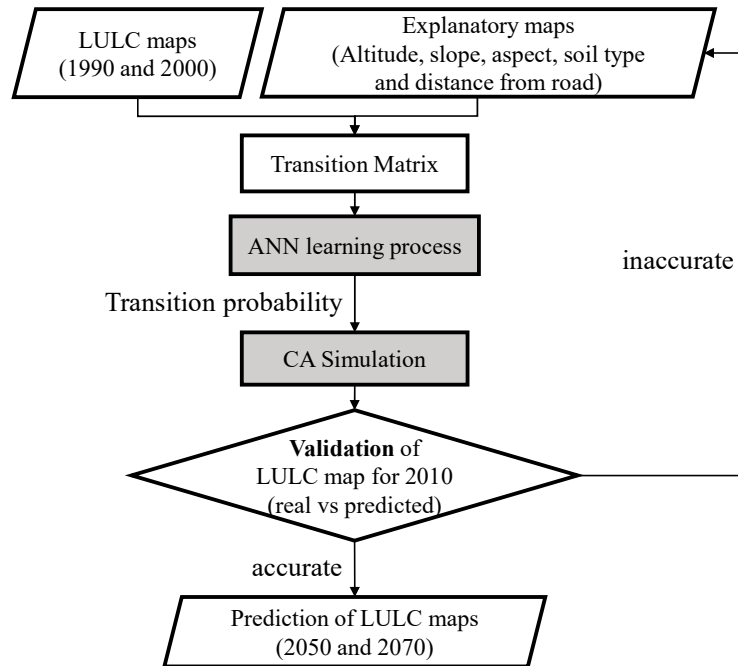 LULC maps
(1990 and 2000)
Explanatory maps
(Altitude, slope, aspect, soil type
and distance from road)
Transition Matrix
ANN learning process
inaccurate
Transition probability
CA Simulation
Validation of
LULC map for 2010
(real vs predicted)
accurate
Prediction of LULC maps
(2050 and 2070)